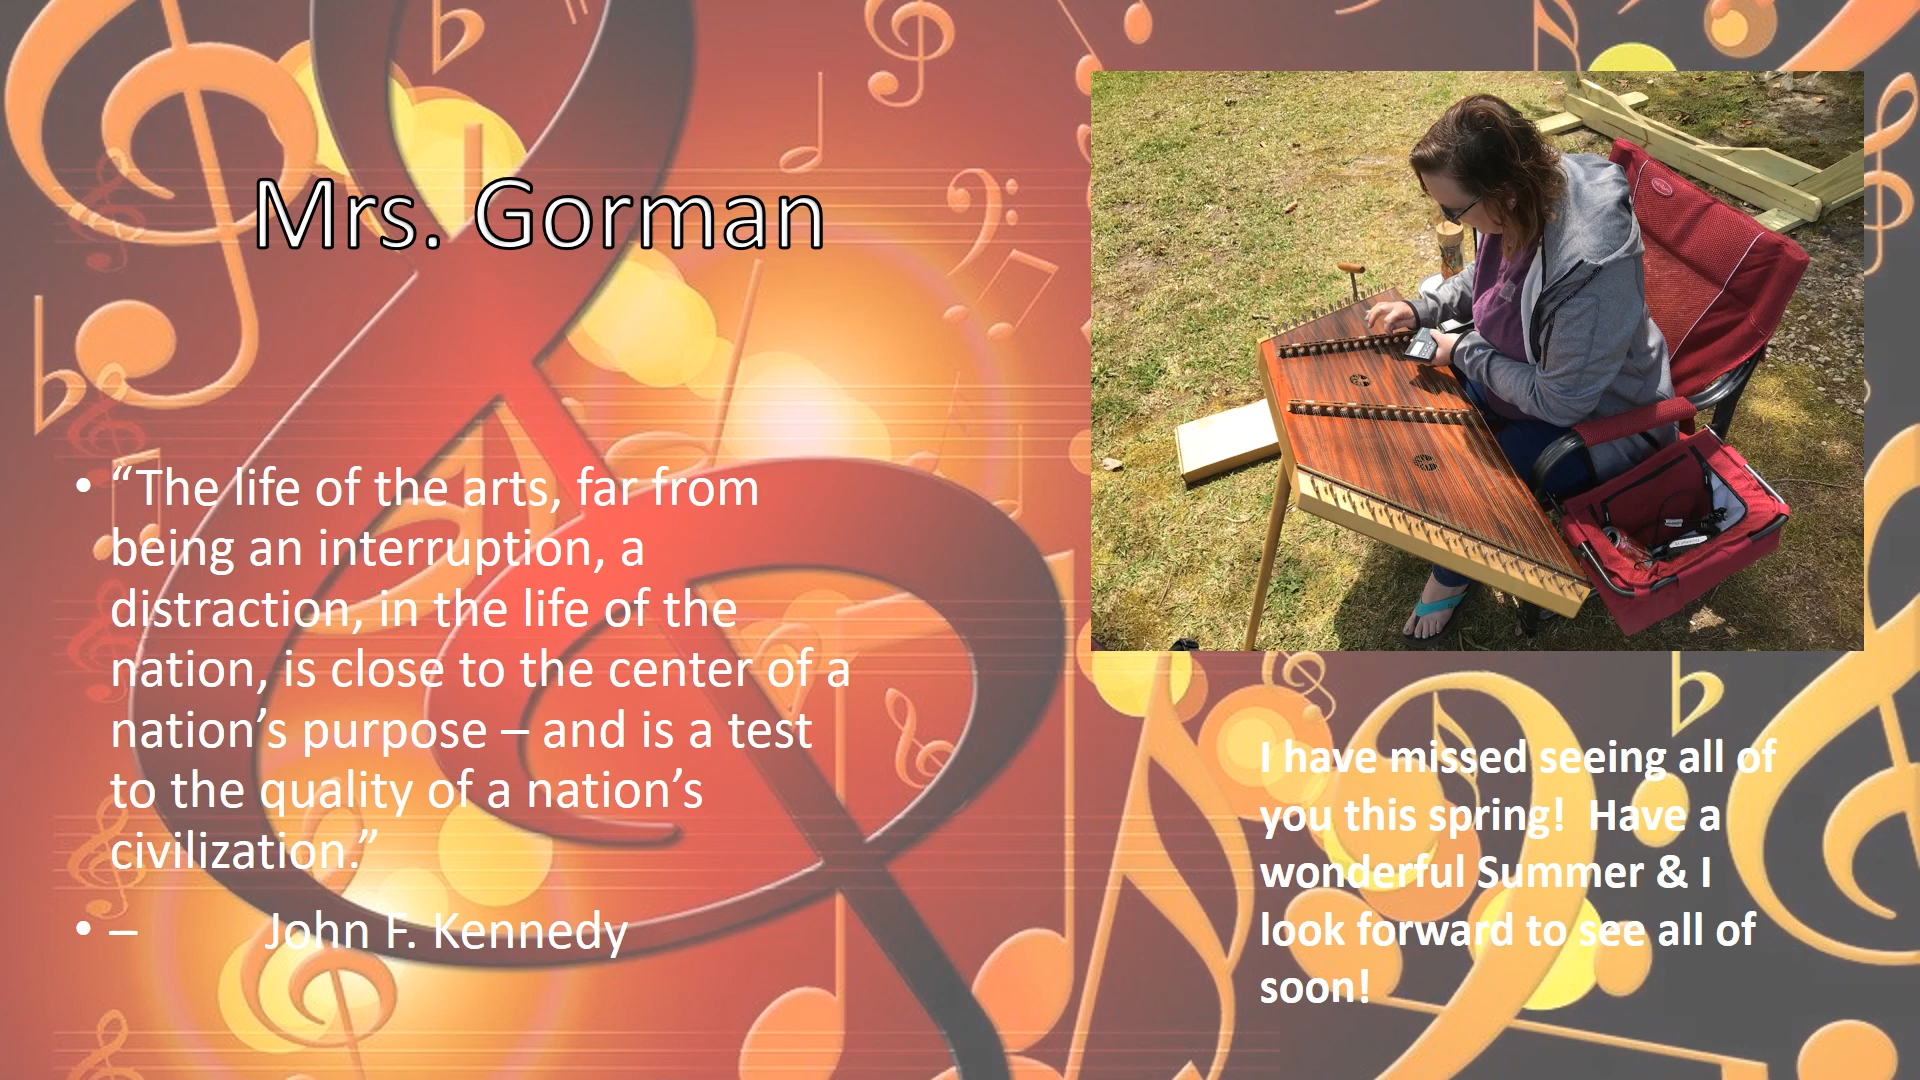 Mrs. Gorman
• “The life of the arts, far from
being an interruption, a
distraction, in the life of the
nation, is close to the center of a
nation’s purpose – and is a test
to the quality of a nation’s
civilization.”
• – John F. Kennedy
I have missed seeing all of
you this spring!  Have a
wonderful Summer & I
look forward to see all of
soon!